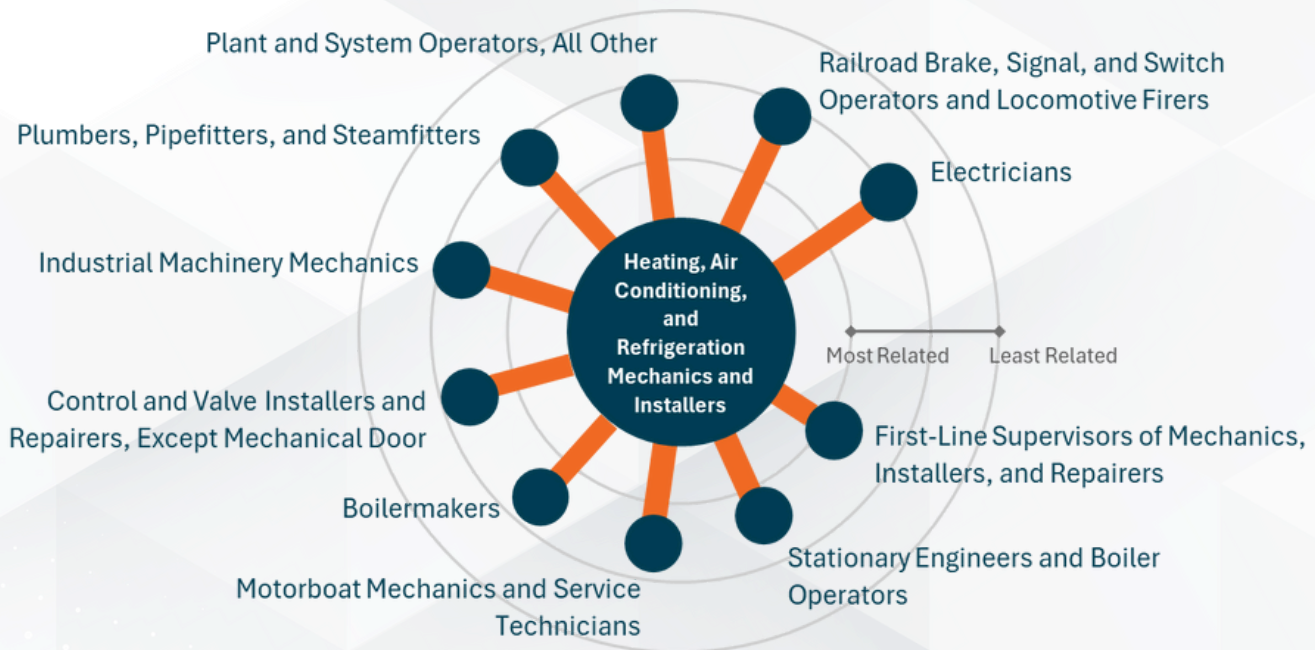 Plant and System Operators, All Other
Railroad Brake, Signal, and Switch
Operators and Locomotive Firers
Plumbers, Pipefitters, and Steamfitters
Electricians
Industrial Machinery Mechanics
Heating, Air
Conditioning,
and
Refrigeration
Mechanics and
Installers
Most Related
Least Related
Control and Valve Installers and
Repairers, Except Mechanical Door
First-Line Supervisors of Mechanics,
Installers, and Repairers
Boilermakers
Stationary Engineers and Boiler
Operators
Motorboat Mechanics and Service
Technicians